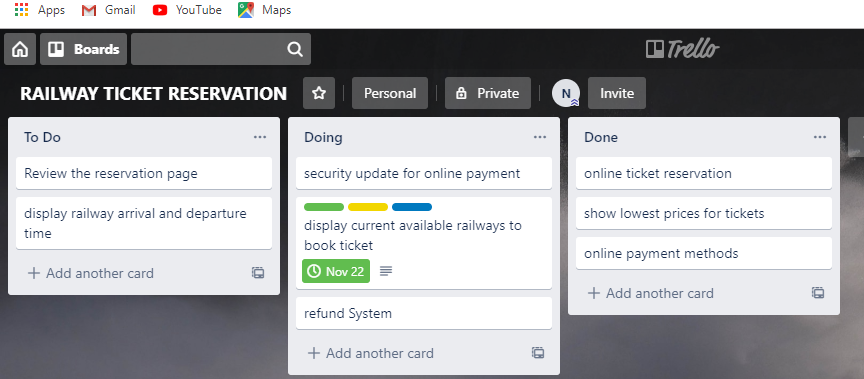 Apps Gmail YouTube Maps
Boards Trello
RAILWAY TICKET RESERVATION Personal Private N Invite
To Do
Review the reservation page
display railway arrival and departure
time
+ Add another card
Doing
security update for online payment
display current available railways to
book ticket
Nov 22
refund System
+ Add another card
Done
online ticket reservation
show lowest prices for tickets
online payment methods
+ Add another card